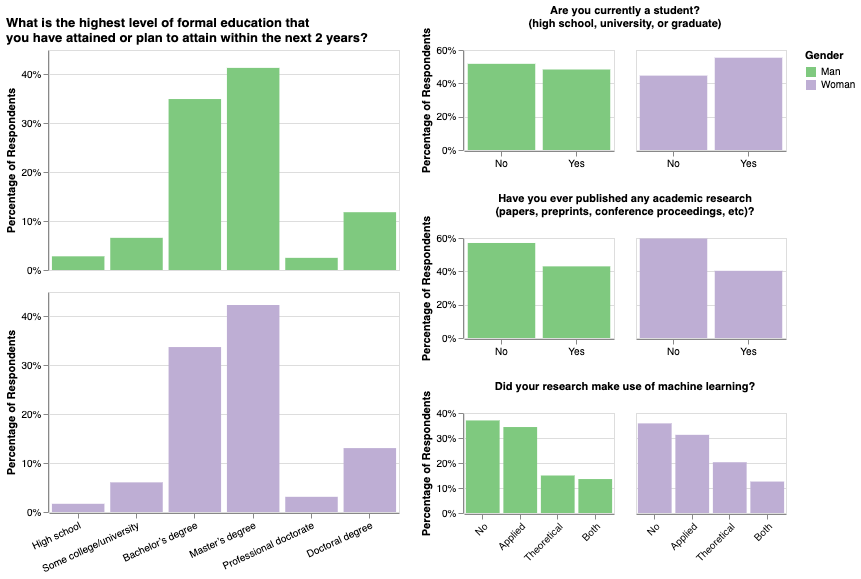 What is the highest level of formal education that
you have attained or plan to attain within the next 2 years?
Percentage of Respondents
40%
30%
20%
10%
0%
Percentage of Respondents
40%
30%
20%
10%
0%
High school
Some college/university
Bachelor's degree
Master's degree
Professional doctorate
Doctoral degree
Are you currently a student?
(high school, university, or graduate)
Percentage of Respondents
60%
40%
20%
0%
No
Yes
No
Yes
Gender
Man
Woman
Have you ever published any academic research
(papers, preprints, conference proceedings, etc)?
Percentage of Respondents
60%
40%
20%
0%
No
Yes
No
Yes
Did your research make use of machine learning?
Percentage of Respondents
40%
30%
20%
10%
0%
No
Applied
Theoretical
Both
No
Applied
Theoretical
Both